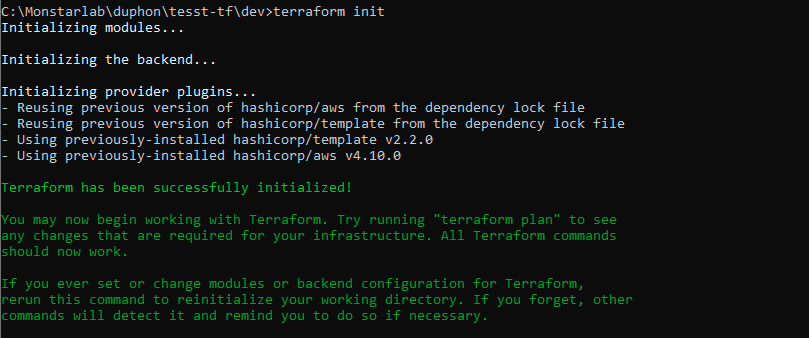 C:\Monstarlab\duphon\tesst-tf\dev>terraform init
Initializing modules...
Initializing the backend...
Initializing provider plugins...
- Reusing previous version of hashicorp/aws from the dependency lock file
- Reusing previous version of hashicorp/template from the dependency lock file
- Using previously-installed hashicorp/template v2.2.0
- Using previously-installed hashicorp/aws v4.10.0
Terraform has been successfully initialized!
You may now begin working with Terraform. Try running "terraform plan" to see
any changes that are required for your infrastructure. All Terraform commands
should now work.
If you ever set or change modules or backend configuration for Terraform,
rerun this command to reinitialize your working directory. If you forget, other
commands will detect it and remind you to do so if necessary.